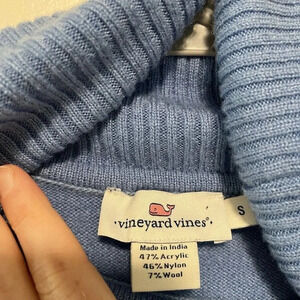 vineyard vines®
S
Made in India
47% Acrylic
46% Nylon
7% Wool